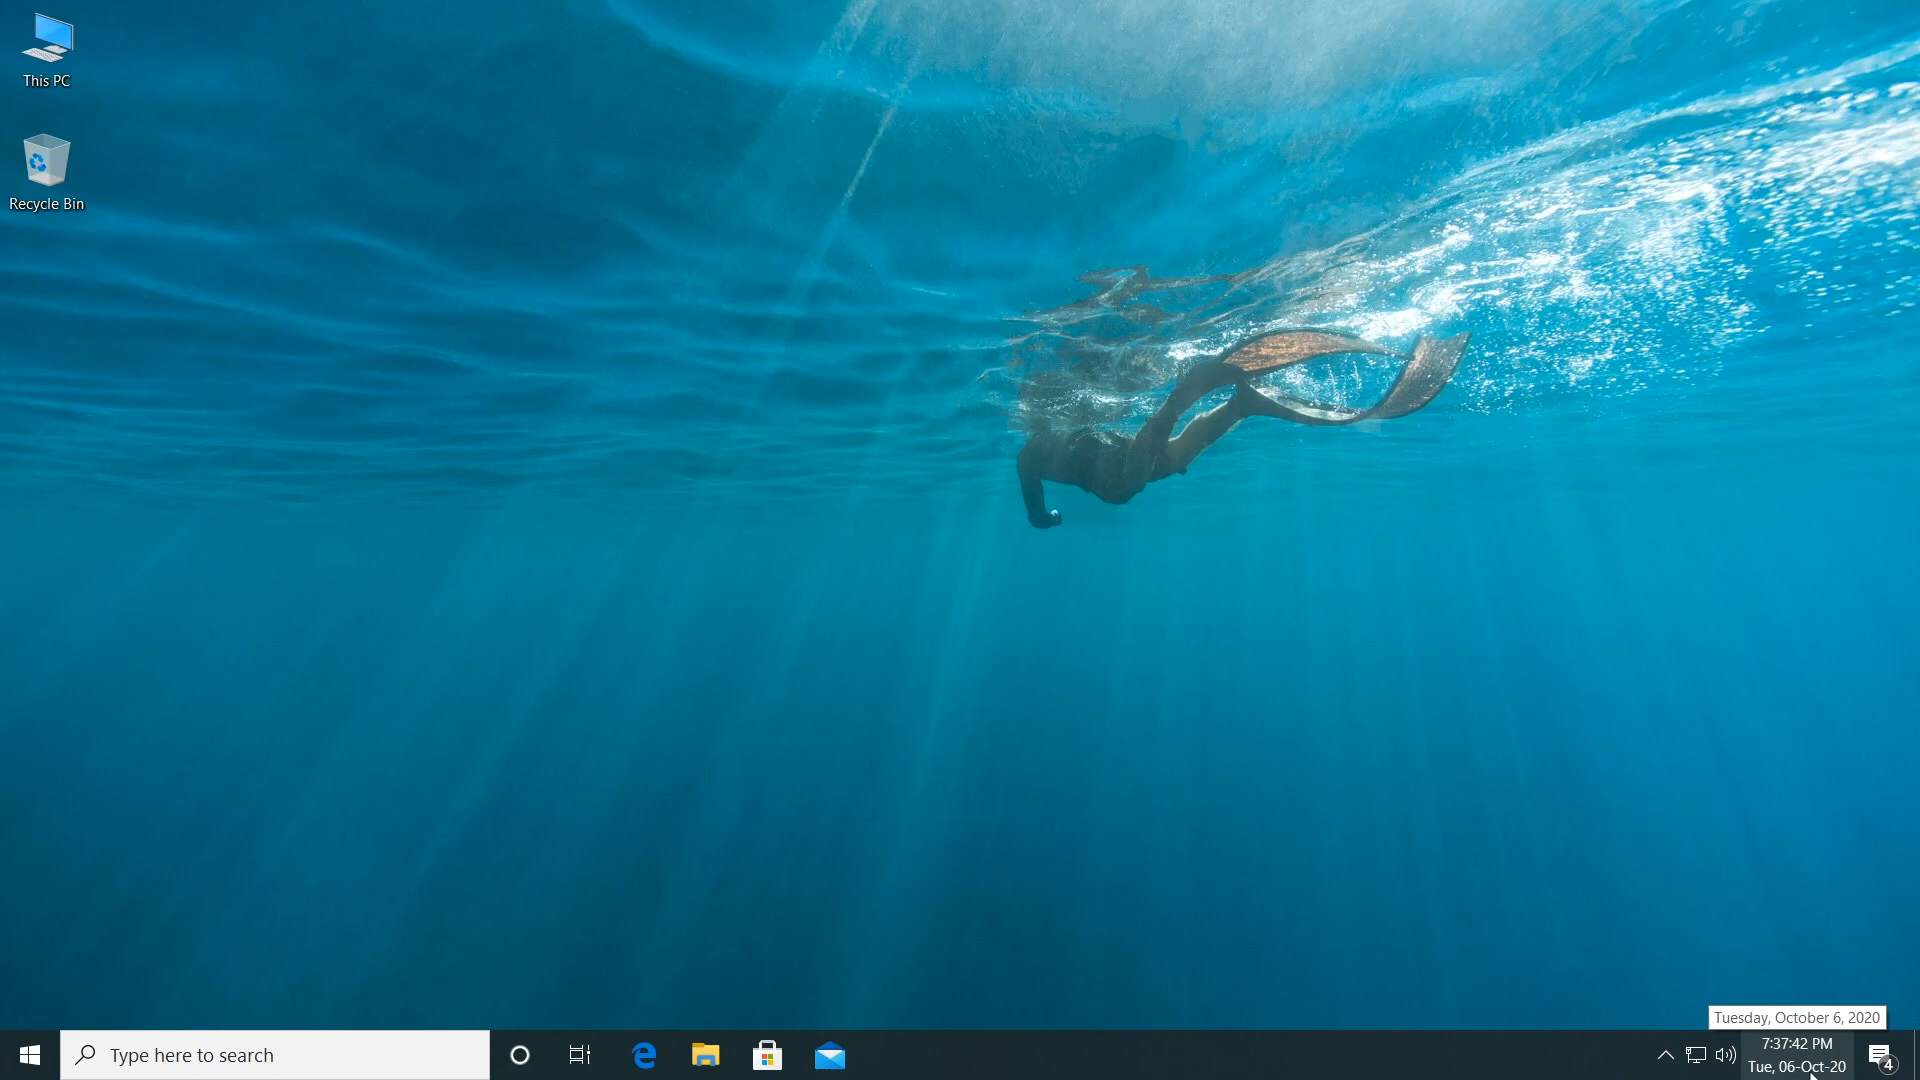 This PC
Recycle Bin
Tuesday, October 6, 2020
Type here to search
7:37:42 PM
Tue, 06-Oct-20
4